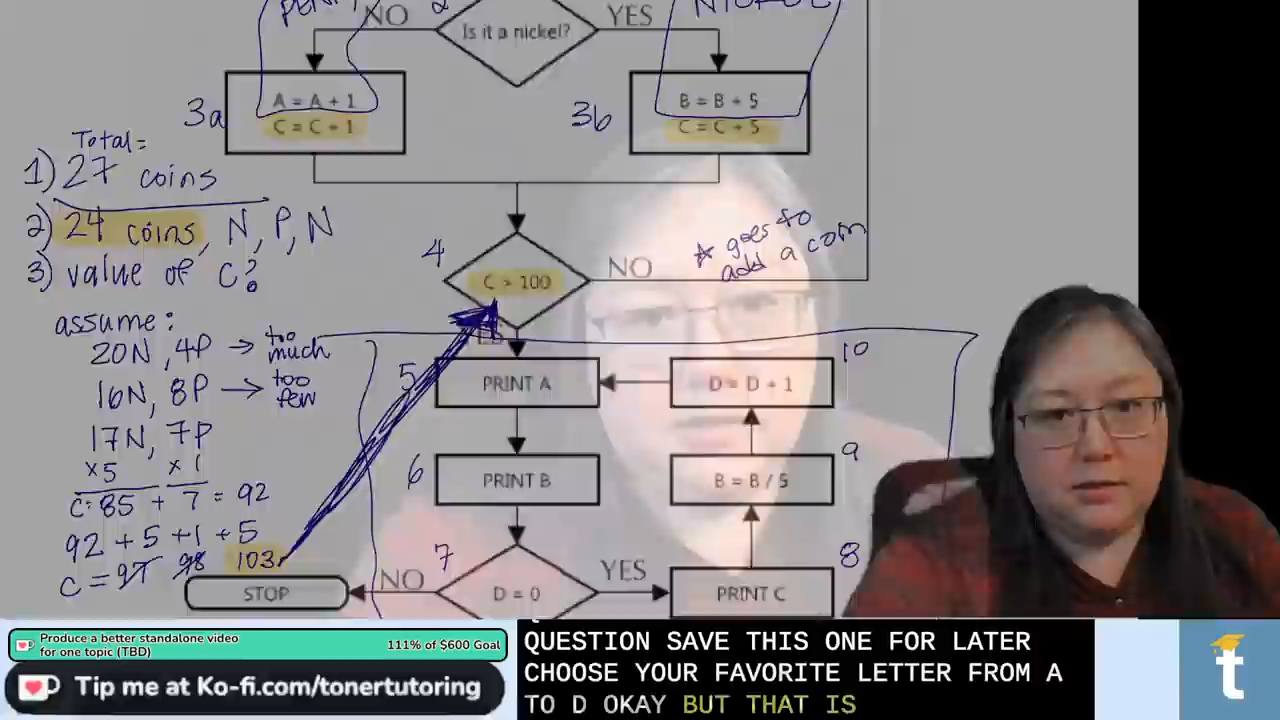 NO
2
Is it a nickel?
YES
3a
A = A + 1
C = C + 1
3b
B = B + 5
C = C + 5
Total =
1) 27 coins
2) 24 coins, N, P, N
3) value of C?
4
C > 100
NO
* goes to
add a coin
assume:
20N, 4P → too much
16N, 8P → too few
17N, 7P
x5 x1
C: 85 + 7 = 92
92 + 5 + 1 + 5
C = 97 98 103
5
PRINT A
10
D = D + 1
6
PRINT B
9
B = B / 5
7
D = 0
NO
YES
STOP
8
PRINT C
Produce a better standalone video
for one topic (TBD)
111% of $600 Goal
Tip me at Ko-fi.com/tonertutoring
QUESTION SAVE THIS ONE FOR LATER
CHOOSE YOUR FAVORITE LETTER FROM A
TO D OKAY BUT THAT IS
t